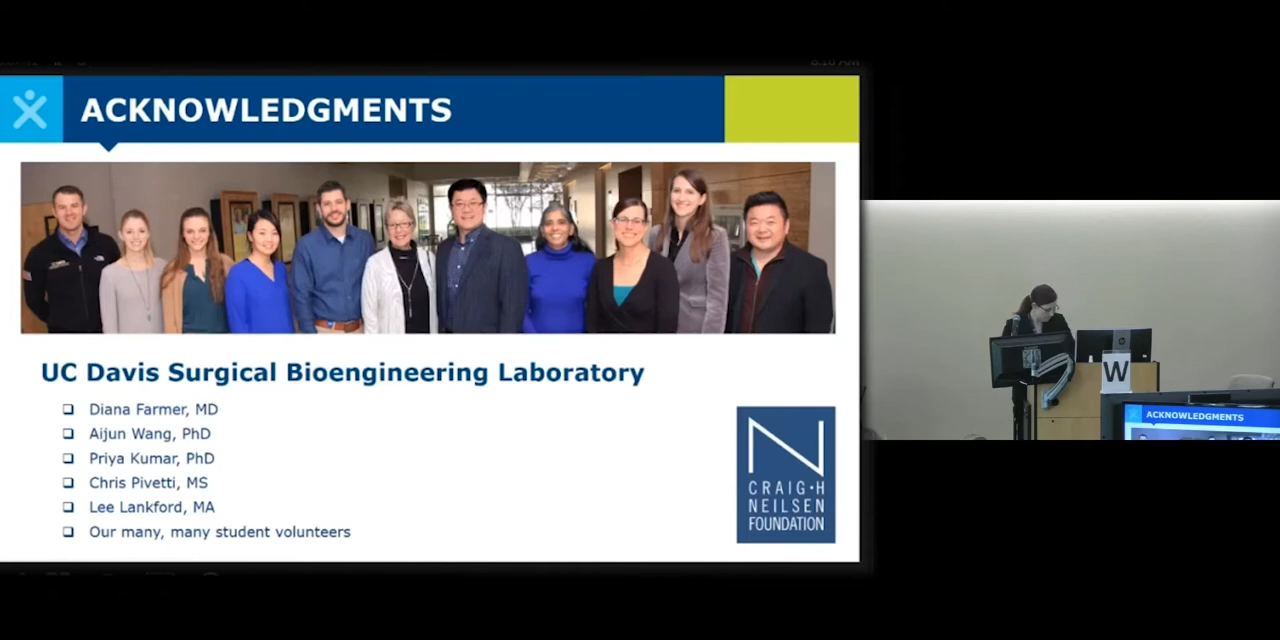 ACKNOWLEDGMENTS
UC Davis Surgical Bioengineering Laboratory
Diana Farmer, MD
Aijun Wang, PhD
Priya Kumar, PhD
Chris Pivetti, MS
Lee Lankford, MA
Our many, many student volunteers
N
CRAIG•H
NEILSEN
FOUNDATION
W
ACKNOWLEDGMENTS